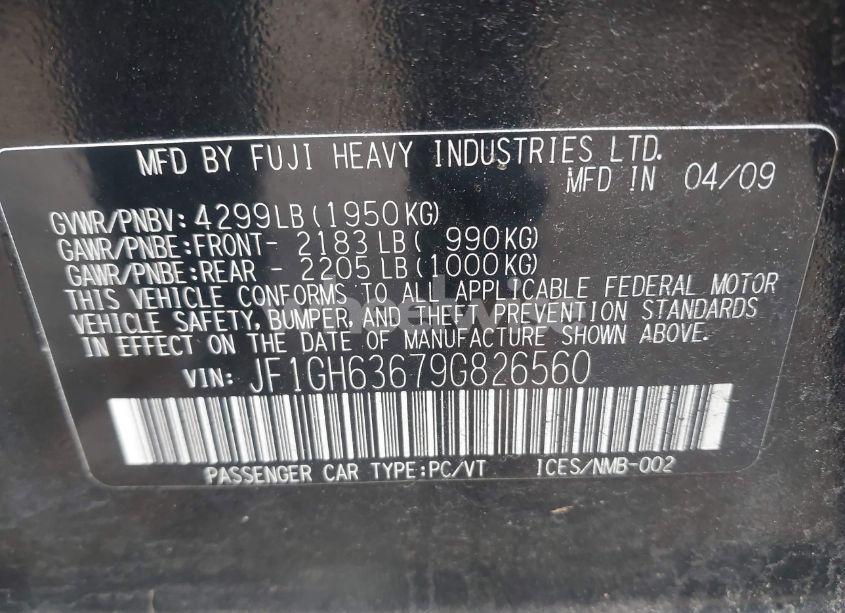 MFD BY FUJI HEAVY INDUSTRIES LTD.
MFD IN 04/09
GVWR/PNBV: 4299LB(1950KG)
GAWR/PNBE:FRONT- 2183LB( 990KG)
GAWR/PNBE:REAR - 2205LB(1000KG)
THIS VEHICLE CONFORMS TO ALL APPLICABLE FEDERAL MOTOR
VEHICLE SAFETY, BUMPER, AND THEFT PREVENTION STANDARDS
IN EFFECT ON THE DATE OF MANUFACTURE SHOWN ABOVE.
VIN: JF1GH63679G826560
PASSENGER CAR TYPE:PC/VT ICES/NMB-002